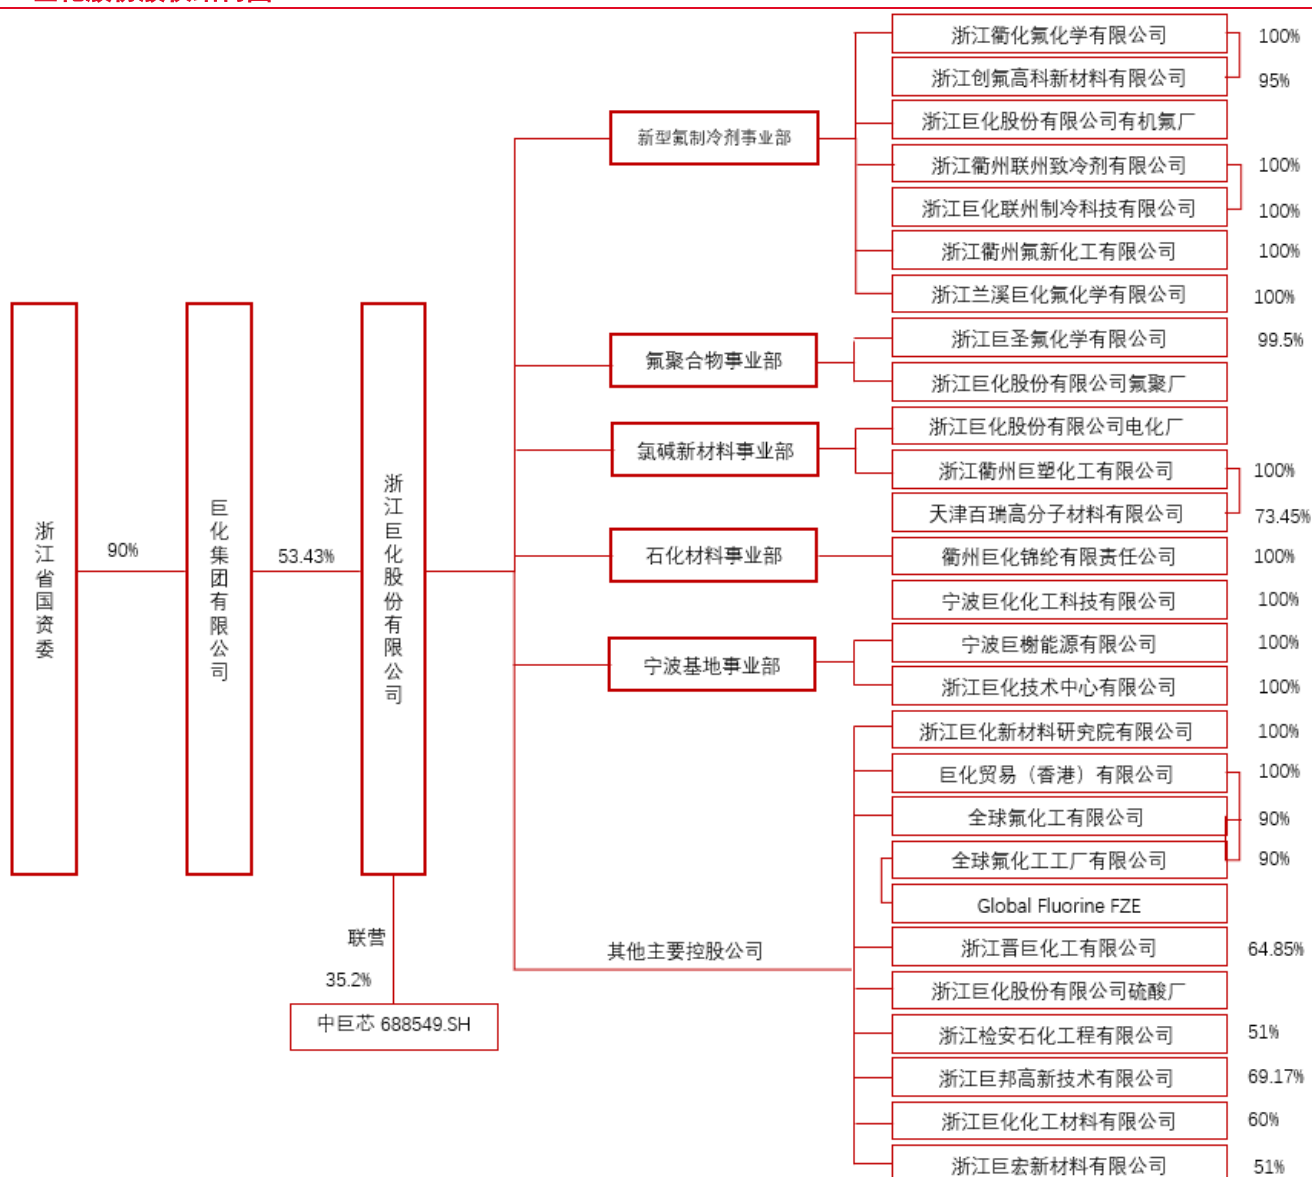 浙江省国资委
90%
巨化集团有限公司
53.43%
浙江巨化股份有限公司
联营
35.2%
中巨芯 688549.SH
新型氟制冷剂事业部
浙江衢化氟化学有限公司
100%
浙江创氟高科新材料有限公司
95%
浙江巨化股份有限公司有机氟厂
浙江衢州联州致冷剂有限公司
100%
浙江巨化联州制冷科技有限公司
100%
浙江衢州氟新化工有限公司
100%
浙江兰溪巨化氟化学有限公司
100%
氟聚合物事业部
浙江巨圣氟化学有限公司
99.5%
浙江巨化股份有限公司氟聚厂
氯碱新材料事业部
浙江巨化股份有限公司电化厂
浙江衢州巨塑化工有限公司
100%
天津百瑞高分子材料有限公司
73.45%
石化材料事业部
衢州巨化锦纶有限责任公司
100%
宁波巨化化工科技有限公司
100%
宁波基地事业部
宁波巨榭能源有限公司
100%
浙江巨化技术中心有限公司
100%
其他主要控股公司
浙江巨化新材料研究院有限公司
100%
巨化贸易（香港）有限公司
100%
全球氟化工有限公司
90%
全球氟化工工厂有限公司
90%
Global Fluorine FZE
浙江晋巨化工有限公司
64.85%
浙江巨化股份有限公司硫酸厂
浙江检安石化工程有限公司
51%
浙江巨邦高新技术有限公司
69.17%
浙江巨化化工材料有限公司
60%
浙江巨宏新材料有限公司
51%